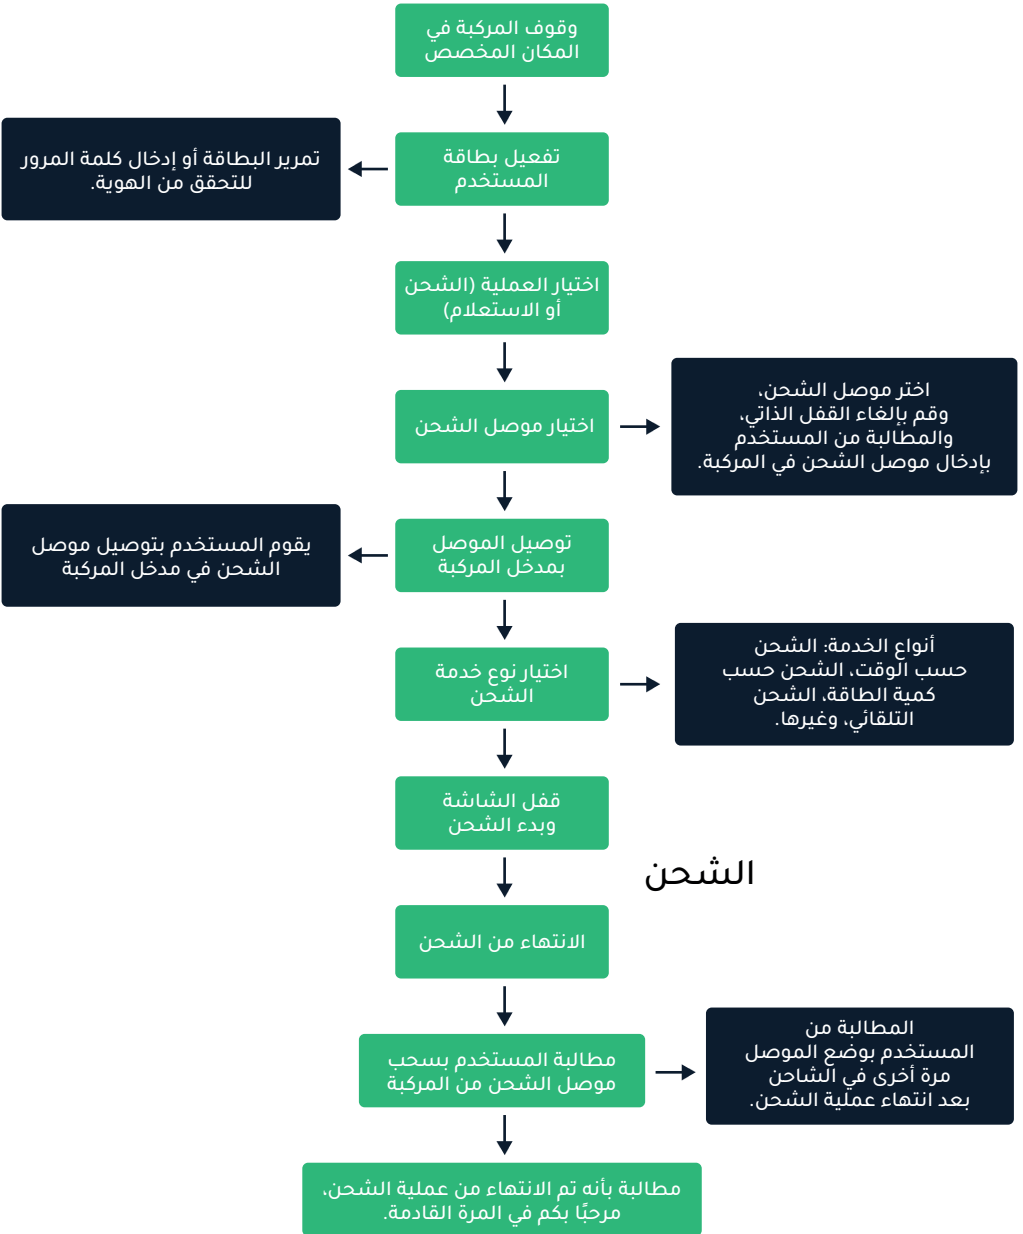 وقوف المركبة في
المكان المخصص
تفعيل بطاقة
المستخدم
تمرير البطاقة أو إدخال كلمة المرور
للتحقق من الهوية.
اختيار العملية (الشحن
أو الاستعلام)
اختيار موصل الشحن
اختر موصل الشحن،
وقم بإلغاء القفل الذاتي،
والمطالبة من المستخدم
بإدخال موصل الشحن في المركبة.
توصيل الموصل
بمدخل المركبة
يقوم المستخدم بتوصيل موصل
الشحن في مدخل المركبة
اختيار نوع خدمة
الشحن
أنواع الخدمة: الشحن
حسب الوقت، الشحن حسب
كمية الطاقة، الشحن
التلقائي، وغيرها.
قفل الشاشة
وبدء الشحن
الشحن
الانتهاء من الشحن
مطالبة المستخدم بسحب
موصل الشحن من المركبة
المطالبة من
المستخدم بوضع الموصل
مرة أخرى في الشاحن
بعد انتهاء عملية الشحن.
مطالبة بأنه تم الانتهاء من عملية الشحن،
مرحبًا بكم في المرة القادمة.